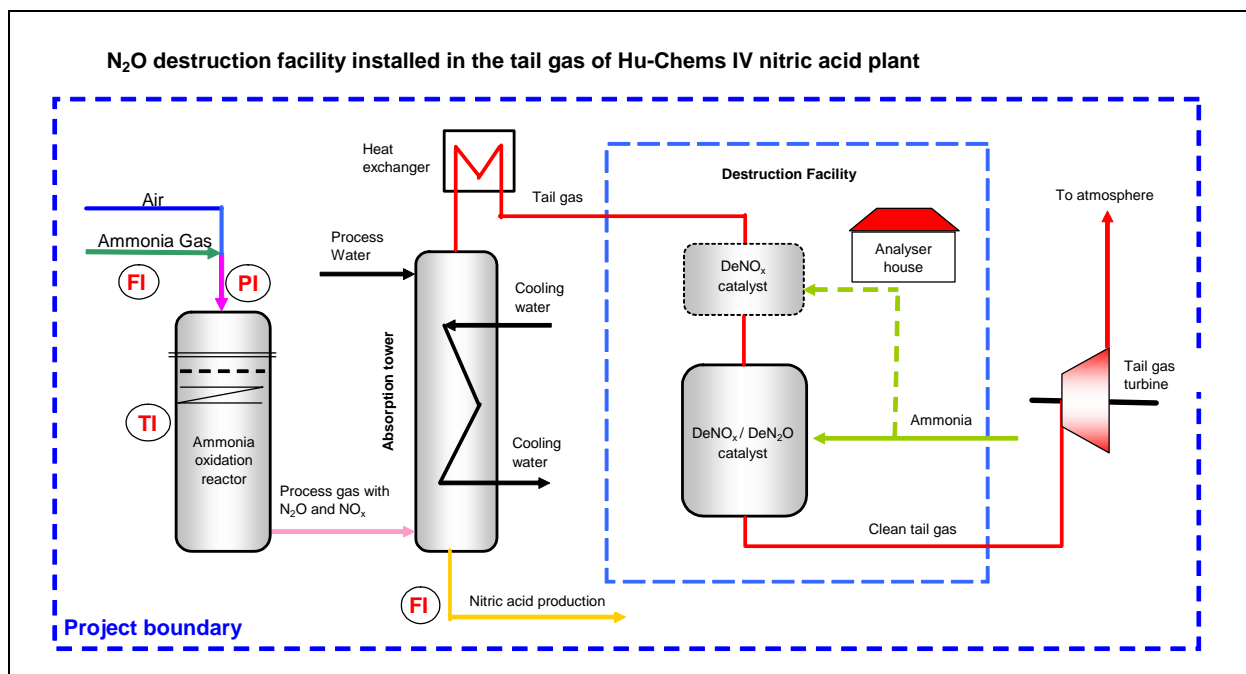 N₂O destruction facility installed in the tail gas of Hu-Chems IV nitric acid plant
Heat
exchanger
Tail gas
Destruction Facility
To atmosphere
Air
Ammonia Gas
FI
PI
Process
Water
Cooling
water
DeNOₓ
catalyst
Analyser
house
Absorption tower
Tail gas
turbine
TI
Ammonia
oxidation
reactor
Cooling
water
DeNOₓ / DeN₂O
catalyst
Ammonia
Process gas with
N₂O and NOₓ
Clean tail gas
FI
Nitric acid production
Project boundary